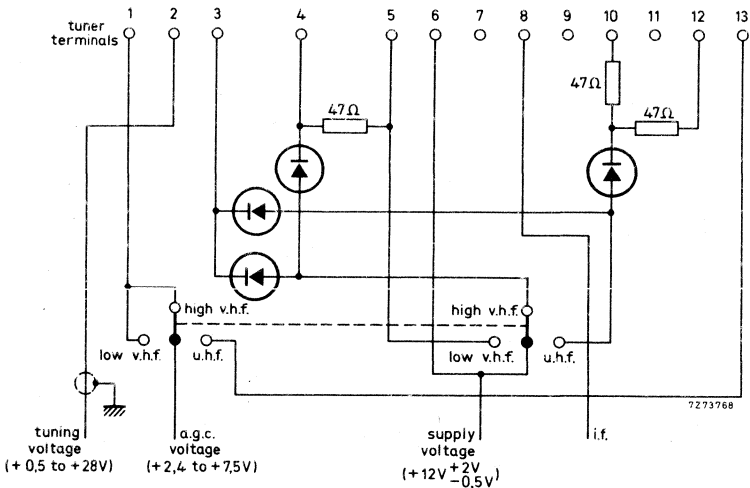 tuner
terminals
1 2 3 4 5 6 7 8 9 10 11 12 13
47Ω
47Ω
47Ω
high v.h.f.
high v.h.f.
low v.h.f.
u.h.f.
low v.h.f.
u.h.f.
7Z73768
tuning
voltage
(+0,5 to +28V)
a.g.c.
voltage
(+2,4 to +7,5V)
supply
voltage
(+12V +2V
-0.5V)
i.f.